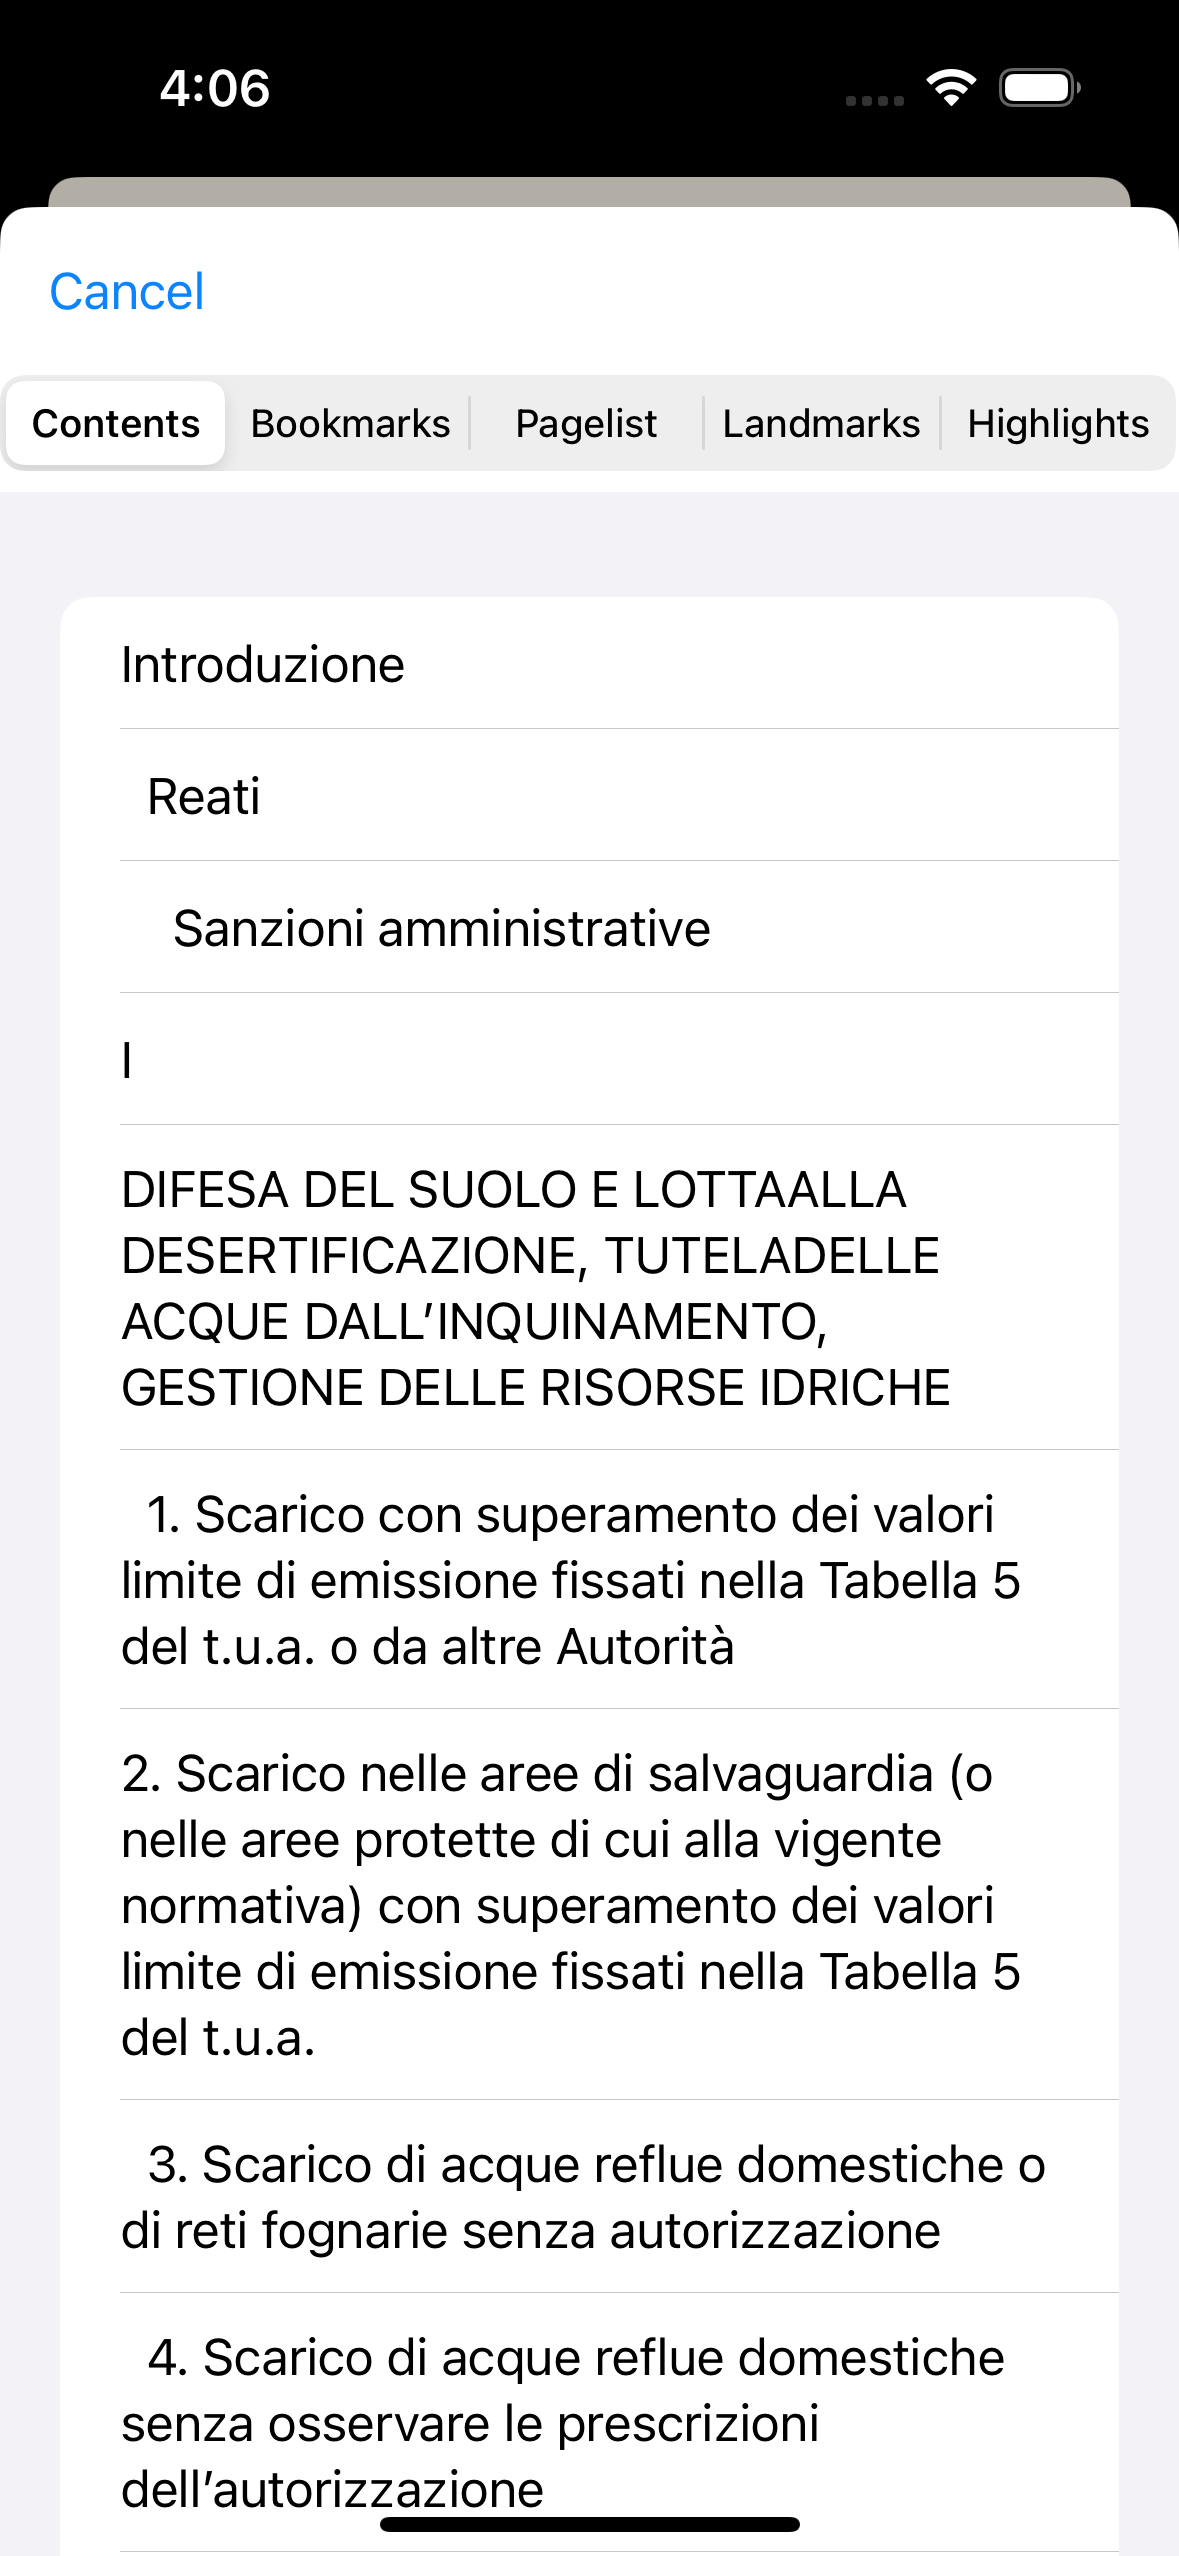 4:06
Cancel
Contents Bookmarks Pagelist Landmarks Highlights
Introduzione
Reati
Sanzioni amministrative
I
DIFESA DEL SUOLO E LOTTAALLA
DESERTIFICAZIONE, TUTELADELLE
ACQUE DALL’INQUINAMENTO,
GESTIONE DELLE RISORSE IDRICHE
1. Scarico con superamento dei valori
limite di emissione fissati nella Tabella 5
del t.u.a. o da altre Autorità
2. Scarico nelle aree di salvaguardia (o
nelle aree protette di cui alla vigente
normativa) con superamento dei valori
limite di emissione fissati nella Tabella 5
del t.u.a.
3. Scarico di acque reflue domestiche o
di reti fognarie senza autorizzazione
4. Scarico di acque reflue domestiche
senza osservare le prescrizioni
dell’autorizzazione